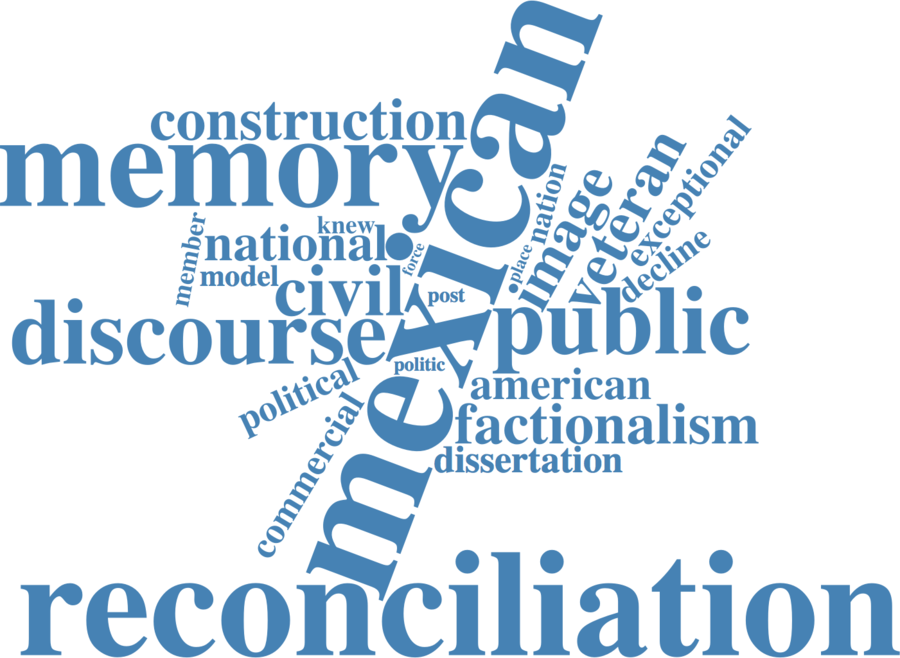 mexican
construction
memory
exceptional
veteran
image
nation
member
knew
national
force
place
decline
model
civil
post
discourse
public
politic
political
american
commercial
factionalism
dissertation
reconciliation